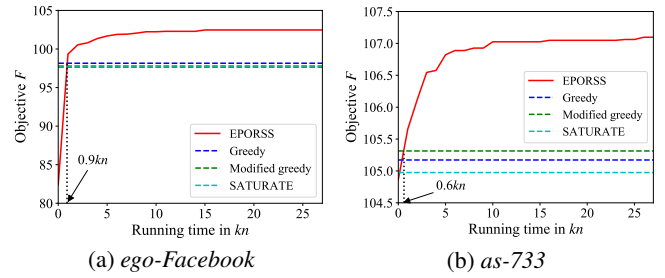 105
100
95
90
85
80
Objective F
0.9kn
EPORSS
Greedy
Modified greedy
SATURATE
0 5 10 15 20 25
Running time in kn
(a) ego-Facebook
107.5
107.0
106.5
106.0
105.5
105.0
104.5
Objective F
EPORSS
Greedy
Modified greedy
SATURATE
0.6kn
0 5 10 15 20 25
Running time in kn
(b) as-733